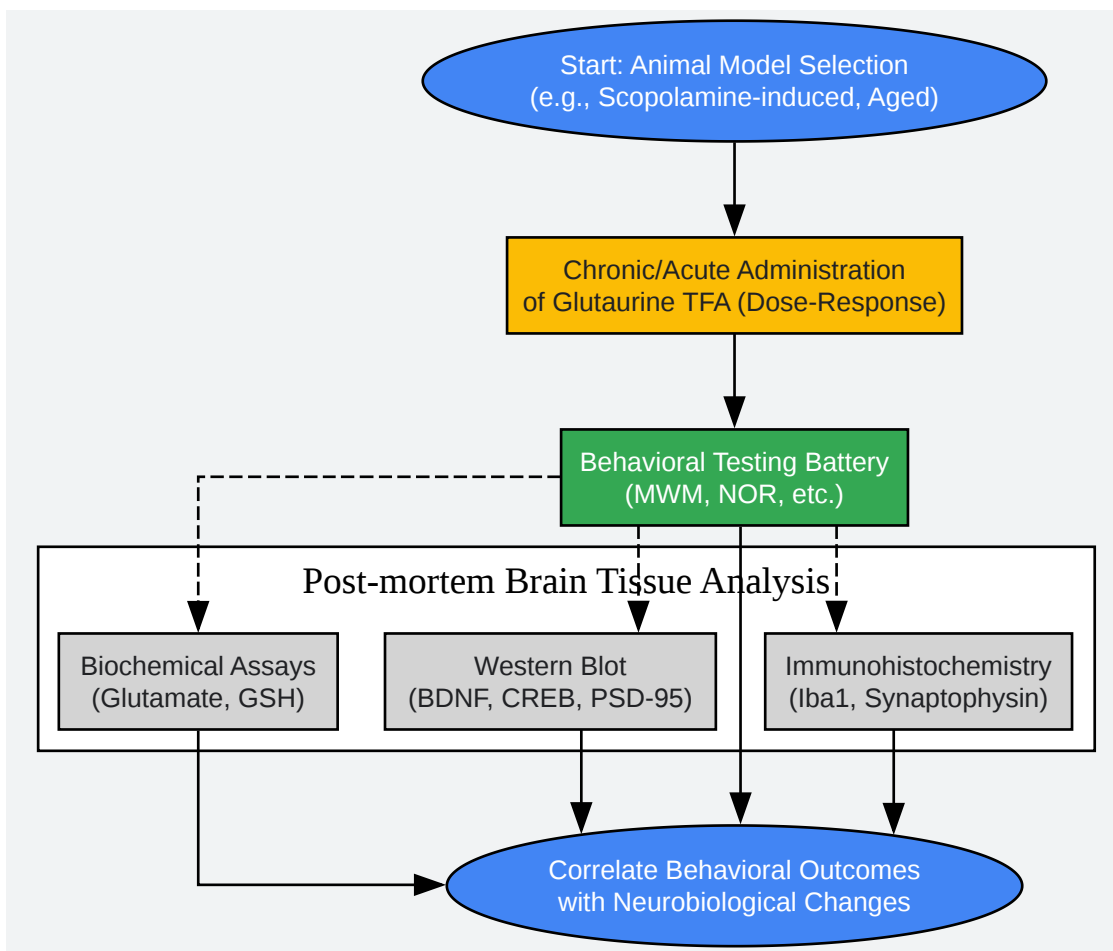 Start: Animal Model Selection
(e.g., Scopolamine-induced, Aged)
Chronic/Acute Administration
of Glutaurine TFA (Dose-Response)
Behavioral Testing Battery
(MWM, NOR, etc.)
Post-mortem Brain Tissue Analysis
Biochemical Assays
(Glutamate, GSH)
Western Blot
(BDNF, CREB, PSD-95)
Immunohistochemistry
(Iba1, Synaptophysin)
Correlate Behavioral Outcomes
with Neurobiological Changes